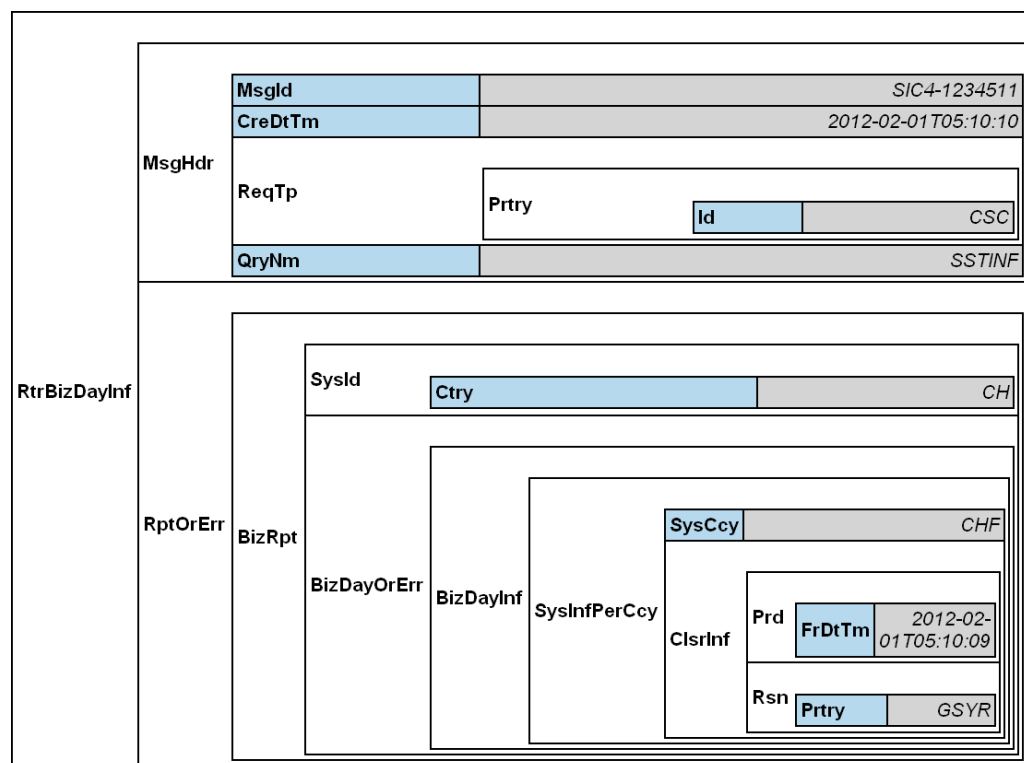 MsgId SIC4-1234511
CreDtTm 2012-02-01T05:10:10
MsgHdr
ReqTp
Prtry
Id CSC
QryNm SSTINF
RtrBizDayInf
SysId
Ctry CH
RptOrErr
BizRpt
SysCcy CHF
BizDayOrErr
BizDayInf
SysInfPerCcy
ClsrInf
Prd
FrDtTm 2012-02-
01T05:10:09
Rsn
Prtry GSYR